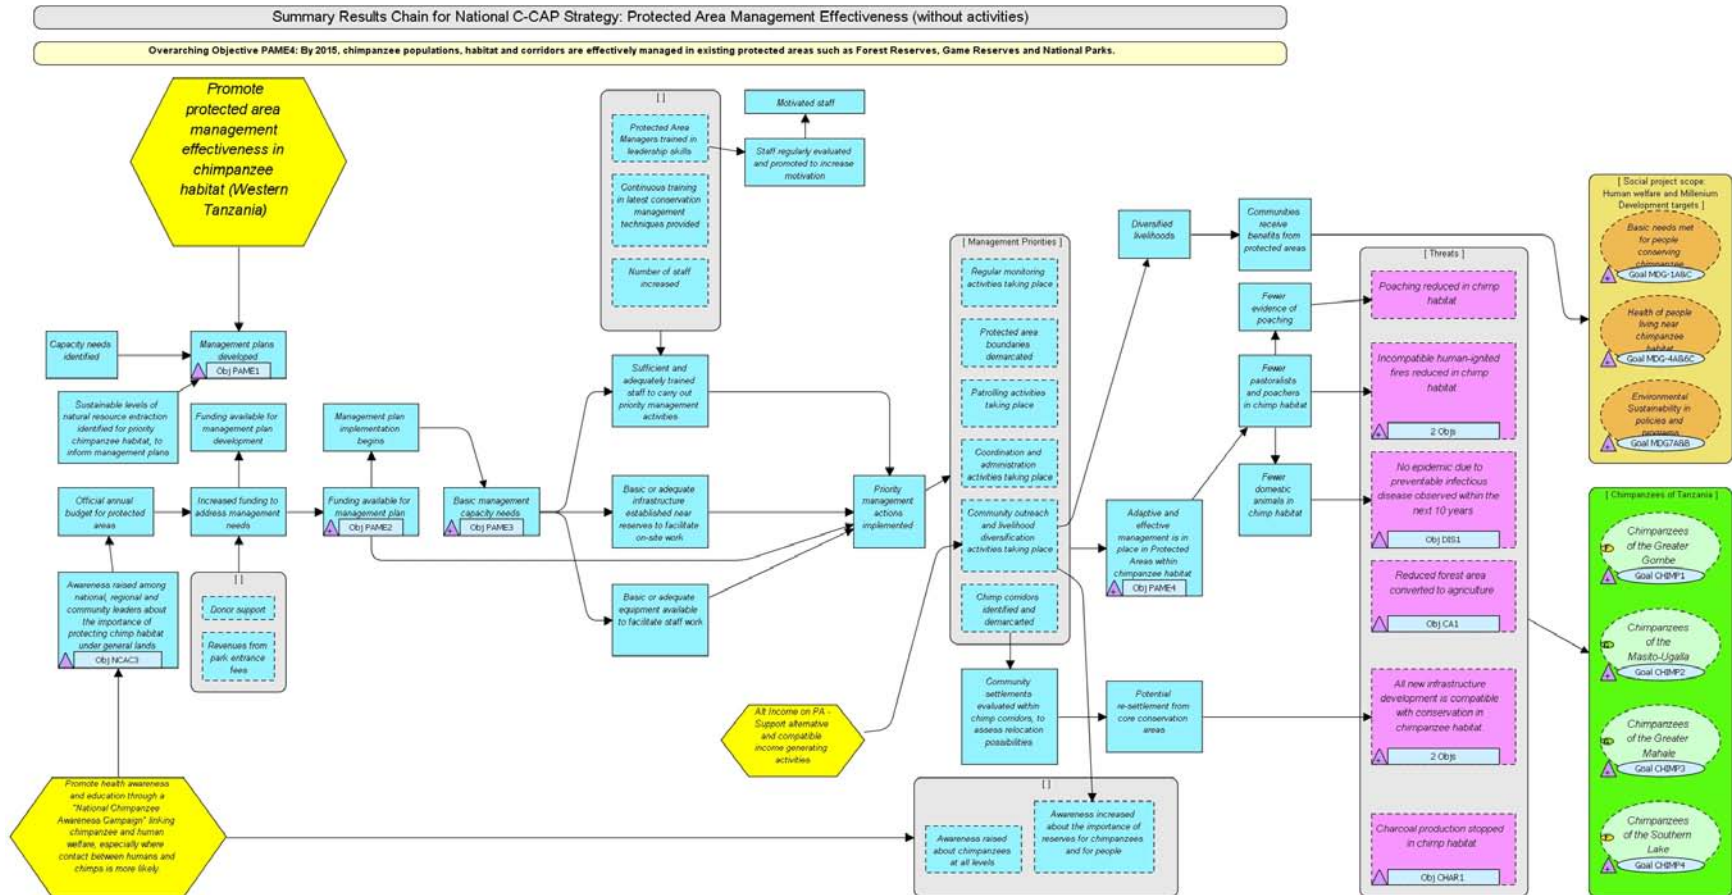 Summary Results Chain for National C-CAP Strategy: Protected Area Management Effectiveness (without activities)
Overarching Objective PAME4: By 2015, chimpanzee populations, habitat and corridors are effectively managed in existing protected areas such as Forest Reserves, Game Reserves and National Parks.
Promote
protected area
management
effectiveness in
chimpanzee
habitat (Western
Tanzania)
Capacity needs
identified
Management plans
developed
Obj PAME1
Sustainable levels of
natural resource extraction
identified for priority
chimpanzee habitat, to
inform management plans
Funding available for
management plan
development
Management plan
implementation
begins
Official annual
budget for protected
areas
Increased funding to
address management
needs
Funding available for
management plan
Obj PAME2
Basic management
capacity needs
Obj PAME3
Awareness raised among
national, regional and
community leaders about
the importance of
protecting chimp habitat
under general lands
Obj NCAC3
[ ]
Donor support
Revenues from
park entrance
fees
Promote health awareness
and education through a
"National Chimpanzee
Awareness Campaign" linking
chimpanzee and human
welfare, especially where
contact between humans and
chimps is more likely
[ ]
Protected Area
Managers trained in
leadership skills
Continuous training
in latest conservation
management
techniques provided
Number of staff
increased
Motivated staff
Staff regularly evaluated
and promoted to increase
motivation
Sufficient and
adequately trained
staff to carry out
priority management
activities
Basic or adequate
infrastructure
established near
reserves to facilitate
on-site work
Basic or adequate
equipment available
to facilitate staff work
Priority
management
actions
implemented
Alt Income on PA -
Support alternative
and compatible
income generating
activities
[ Management Priorities ]
Regular monitoring
activities taking place
Protected area
boundaries
demarcated
Patrolling activities
taking place
Coordination and
administration
activities taking place
Community outreach
and livelihood
diversification
activities taking place
Chimp corridors
identified and
demarcarted
Community
settlements
evaluated within
chimp corridors, to
assess relocation
possibilities
Potential
re-settlement from
core conservation
areas
[ ]
Awareness raised
about chimpanzees
at all levels
Awareness increased
about the importance of
reserves for chimpanzees
and for people
Diversified
livelihoods
Communities
receive
benefits from
protected areas
Fewer
evidence of
poaching
Fewer
pastoralists
and poachers
in chimp habitat
Fewer
domestic
animals in
chimp habitat
Adaptive and
effective
management is in
place in Protected
Areas within
chimpanzee habitat
Obj PAME4
[ Threats ]
Poaching reduced in chimp
habitat
Incompatible human-ignited
fires reduced in chimp
habitat
2 Objs
No epidemic due to
preventable infectious
disease observed within the
next 10 years
Obj DIS1
Reduced forest area
converted to agriculture
Obj CA1
All new infrastructure
development is compatible
with conservation in
chimpanzee habitat
2 Objs
Charcoal production stopped
in chimp habitat
Obj CHAR1
[ Social project scope:
Human welfare and Millenium
Development targets ]
Basic needs met
for people
conserving
chimpanzee
Goal MDG-1A&C
Health of people
living near
chimpanzee
habitat
Goal MDG-4A&6C
Environmental
Sustainability in
policies and
programs
Goal MDG7A&B
[ Chimpanzees of Tanzania ]
Chimpanzees
of the Greater
Gombe
Goal CHIMP1
Chimpanzees
of the
Masito-Ugalla
Goal CHIMP2
Chimpanzees
of the Greater
Mahale
Goal CHIMP3
Chimpanzees
of the Southern
Lake
Goal CHIMP4